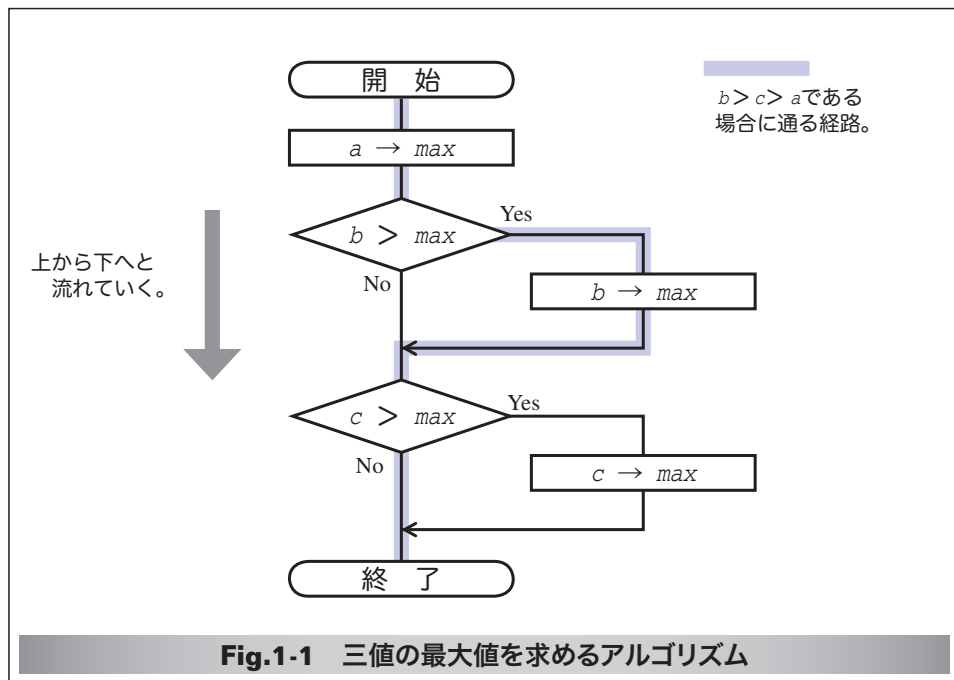 開 始
b > c > a である
場合に通る経路。
a → max
b > max
Yes
上から下へと
流れていく。
No
b → max
c > max
Yes
No
c → max
終 了
Fig.1-1 三値の最大値を求めるアルゴリズム